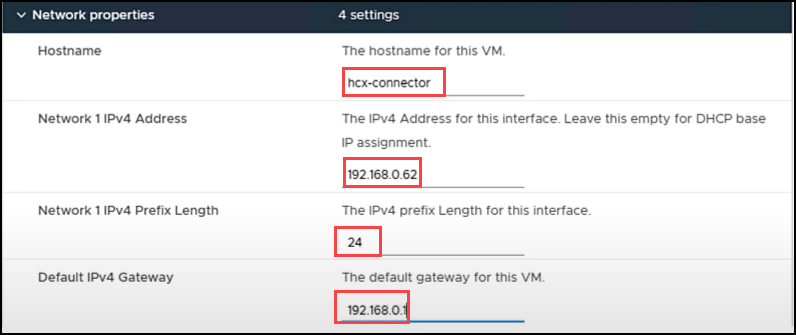 Network properties 4 settings
Hostname The hostname for this VM.
hcx-connector
Network 1 IPv4 Address The IPv4 Address for this interface. Leave this empty for DHCP base
IP assignment.
192.168.0.62
Network 1 IPv4 Prefix Length The IPv4 prefix Length for this interface.
24
Default IPv4 Gateway The default gateway for this VM.
192.168.0.1